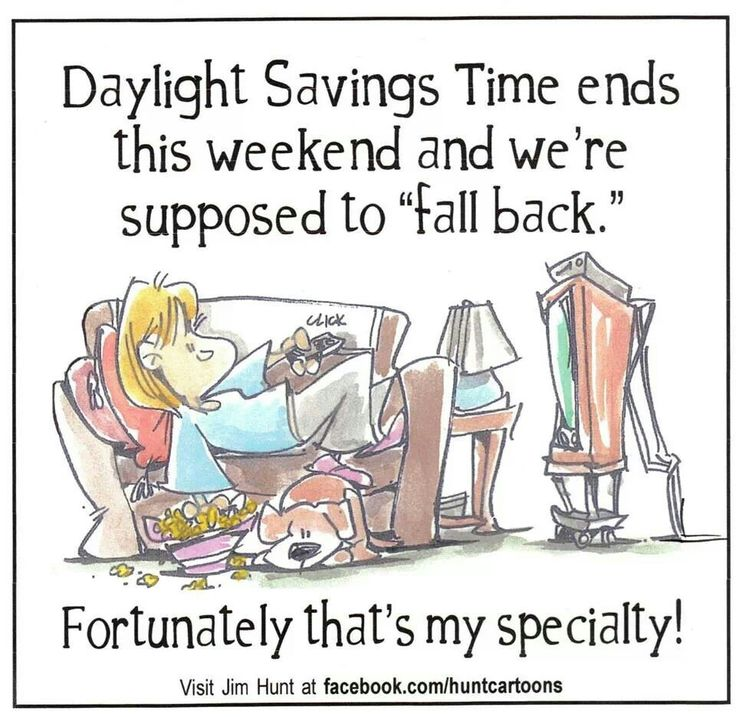 Daylight Savings Time ends
this weekend and we're
supposed to “fall back.”
CLICK
Fortunately that's my specialty!
Visit Jim Hunt at facebook.com/huntcartoons